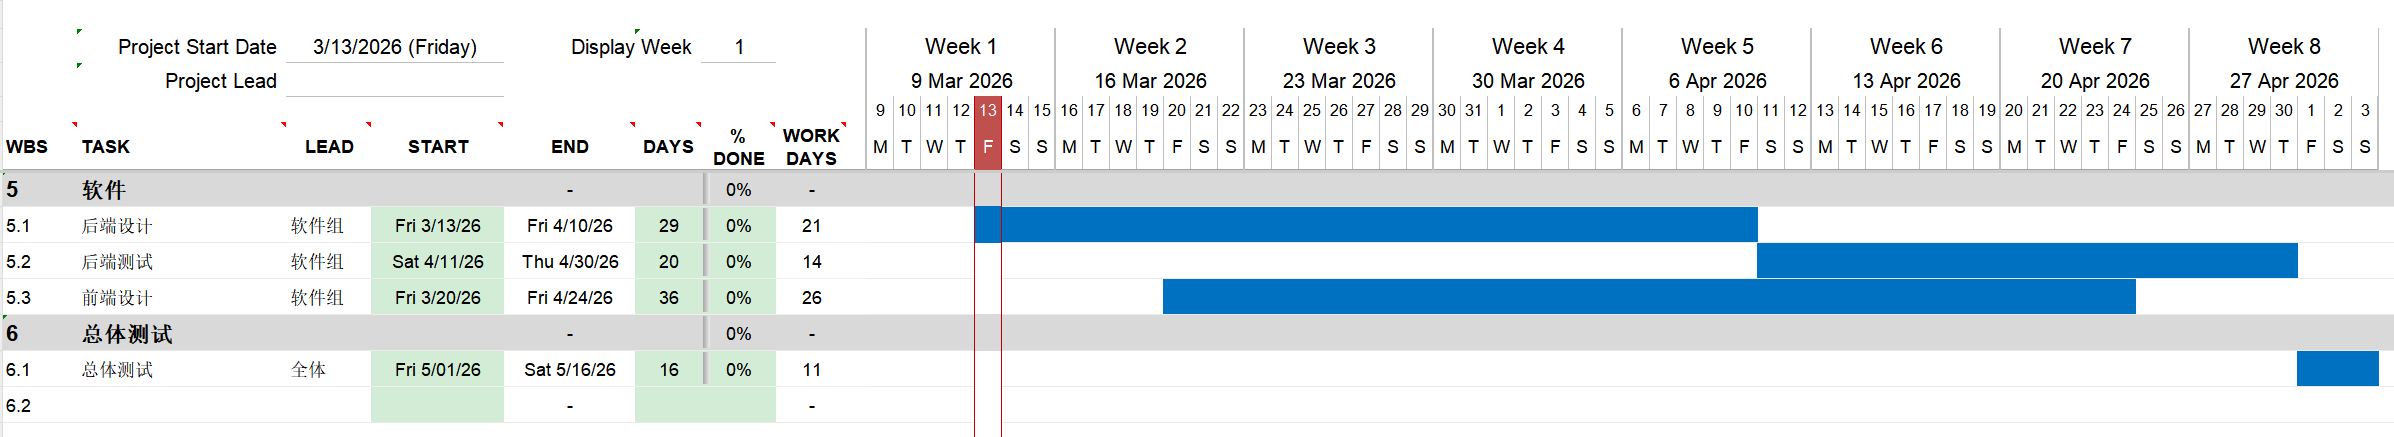 Project Start Date 3/13/2026 (Friday) Display Week 1 Week 1 Week 2 Week 3 Week 4 Week 5 Week 6 Week 7 Week 8
Project Lead 9 Mar 2026 16 Mar 2026 23 Mar 2026 30 Mar 2026 6 Apr 2026 13 Apr 2026 20 Apr 2026 27 Apr 2026
9 10 11 12 13 14 15 16 17 18 19 20 21 22 23 24 25 26 27 28 29 30 31 1 2 3 4 5 6 7 8 9 10 11 12 13 14 15 16 17 18 19 20 21 22 23 24 25 26 27 28 29 30 1 2 3
WBS TASK LEAD START END DAYS % DONE WORK DAYS M T W T F S S M T W T F S S M T W T F S S M T W T F S S M T W T F S S M T W T F S S M T W T F S S M T W T F S S
5 软件 - 0% -
5.1 后端设计 软件组 Fri 3/13/26 Fri 4/10/26 29 0% 21
5.2 后端测试 软件组 Sat 4/11/26 Thu 4/30/26 20 0% 14
5.3 前端设计 软件组 Fri 3/20/26 Fri 4/24/26 36 0% 26
6 总体测试 - 0% -
6.1 总体测试 全体 Fri 5/01/26 Sat 5/16/26 16 0% 11
6.2 - -